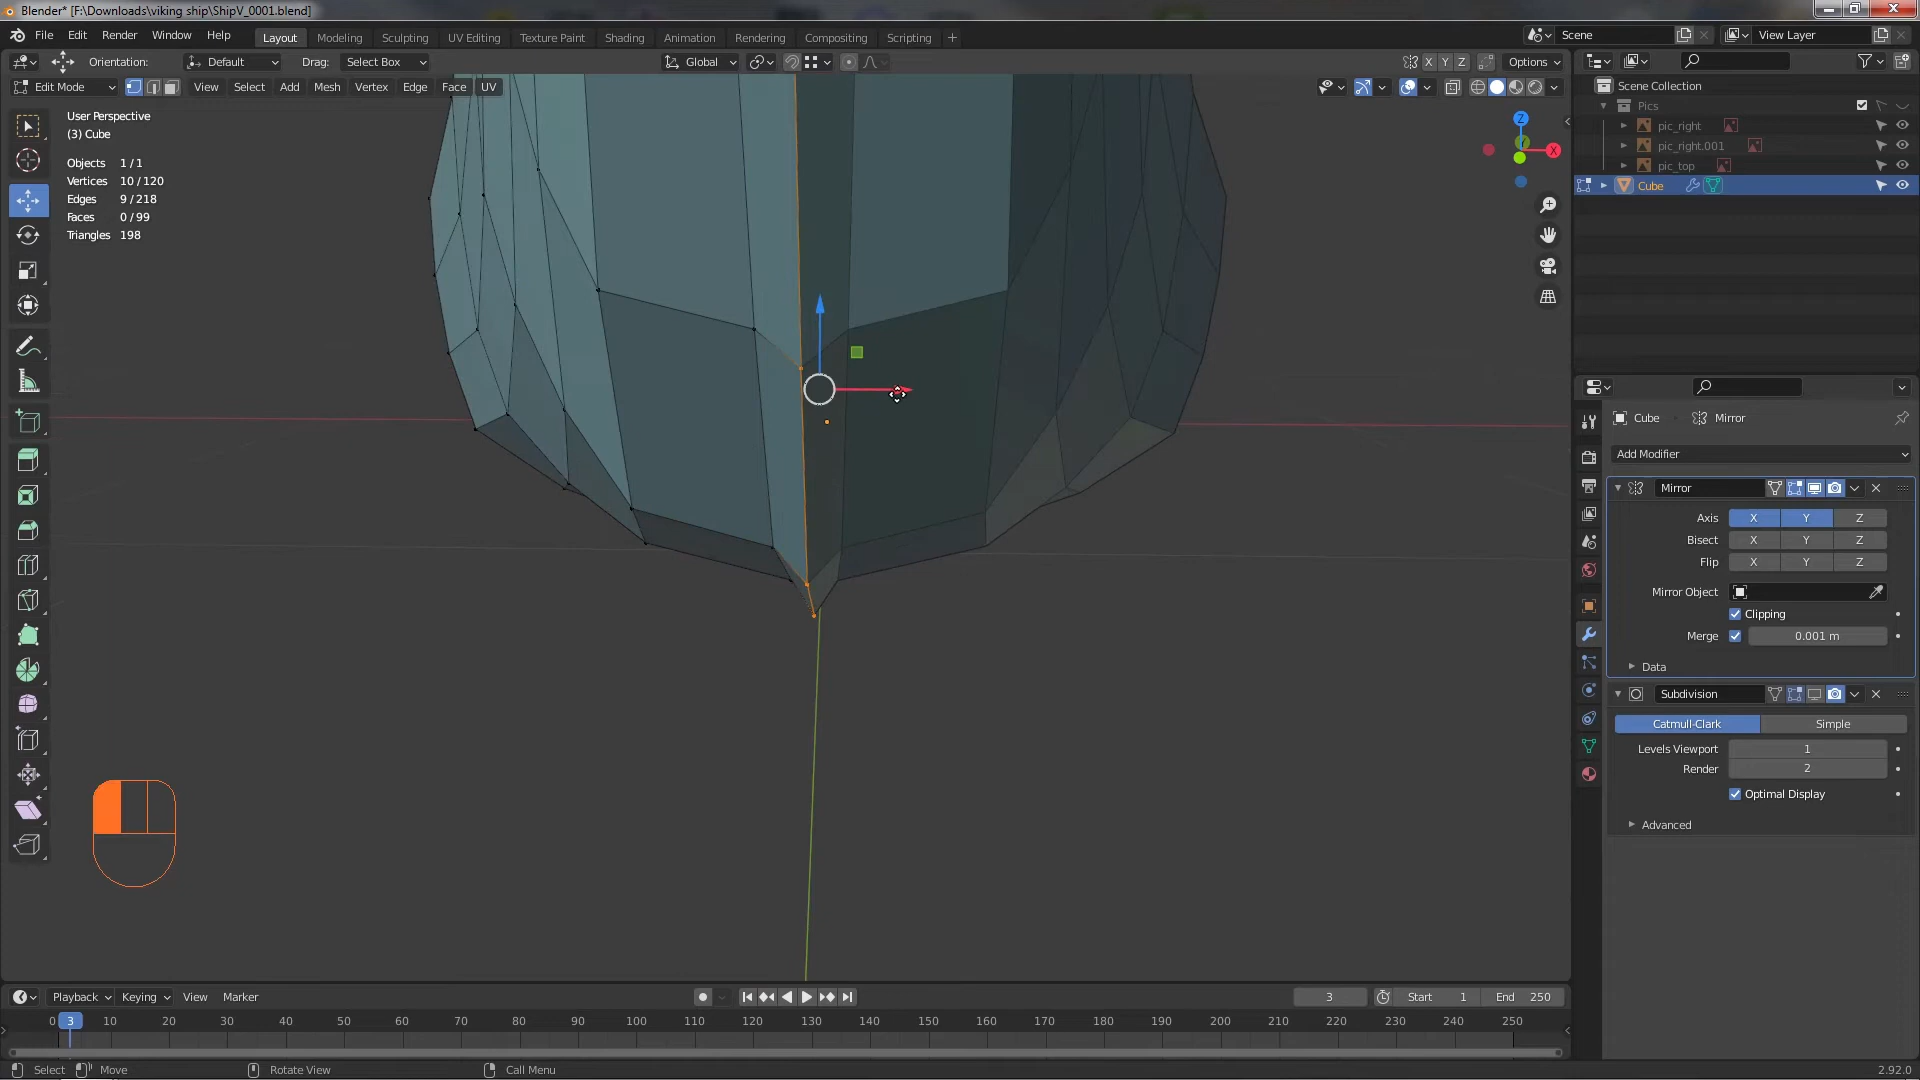 Blender* [F:\Downloads\viking ship\ShipV_0001.blend]
File Edit Render Window Help Layout Modeling Sculpting UV Editing Texture Paint Shading Animation Rendering Compositing Scripting Scene View Layer
Orientation: Default Drag: Select Box Global X Y Z Options
Edit Mode View Select Add Mesh Vertex Edge Face UV
User Perspective
(3) Cube
Objects 1/1
Vertices 10/120
Edges 9/218
Faces 0/99
Triangles 198
Z
X
Scene Collection
Pics
pic_right
pic_right.001
pic_top
Cube
Cube Mirror
Add Modifier
Mirror
Axis X Y Z
Bisect X Y Z
Flip X Y Z
Mirror Object
Clipping
Merge 0.001 m
Data
Subdivision
Catmull-Clark Simple
Levels Viewport 1
Render 2
Optimal Display
Advanced
Playback Keying View Marker 3 Start 1 End 250
0 3 10 20 30 40 50 60 70 80 90 100 110 120 130 140 150 160 170 180 190 200 210 220 230 240 250
Select Move Rotate View Call Menu 2.92.0